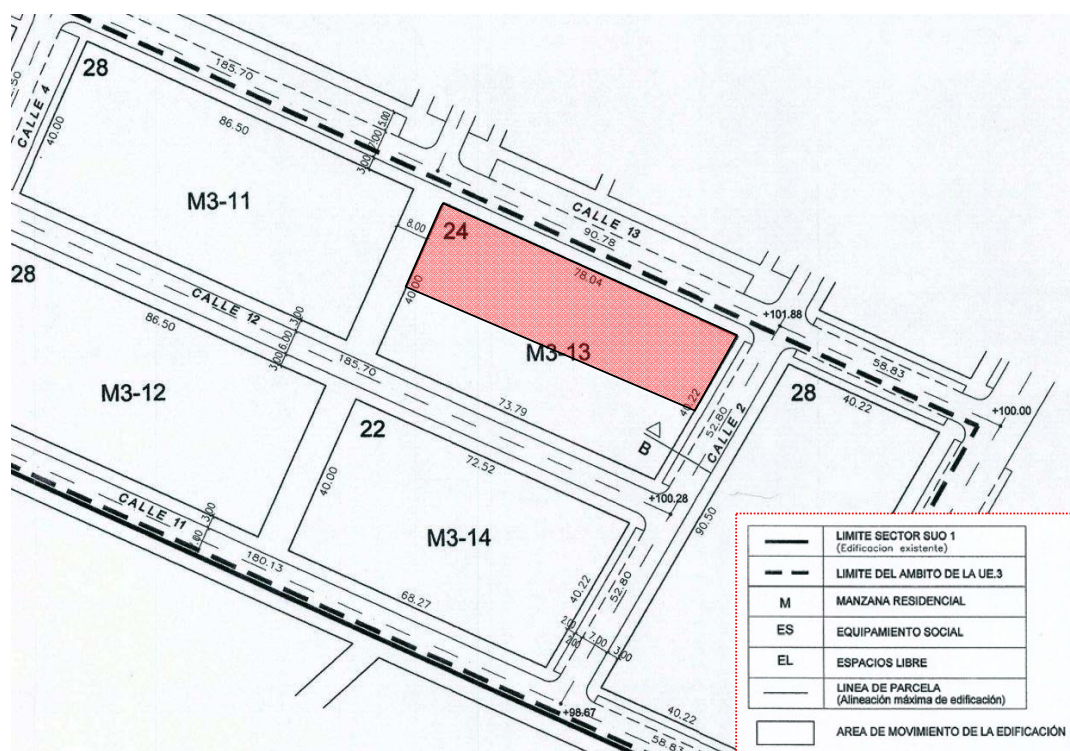 28
185.70
5.00
7.00
3.00
CALLE 4
40.00
86.50
M3-11
CALLE 13
90.78
8.00
24
78.04
40.00
M3-13
+101.88
58.83
40.22
+100.00
28
28
CALLE 12
86.50
3.00
6.00
3.00
185.70
73.79
40.22
52.80
CALLE 2
B
M3-12
22
72.52
+100.28
90.50
40.00
M3-14
CALLE 11
3.00
180.13
68.27
40.22
52.80
2.00
7.00
3.00
+98.67
40.22
58.83
LIMITE SECTOR SUO 1
(Edificacion existente)
LIMITE DEL AMBITO DE LA UE.3
M MANZANA RESIDENCIAL
ES EQUIPAMIENTO SOCIAL
EL ESPACIOS LIBRE
LINEA DE PARCELA
(Alineación máxima de edificación)
AREA DE MOVIMIENTO DE LA EDIFICACIÓN